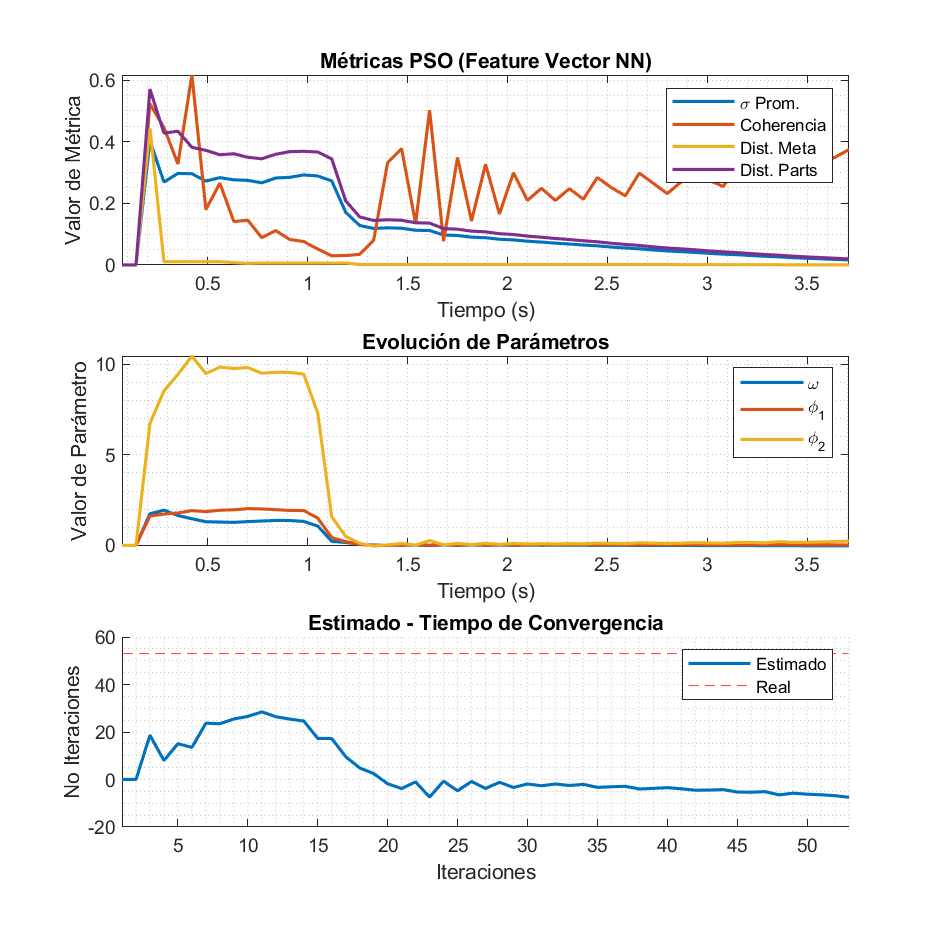 Métricas PSO (Feature Vector NN)
Valor de Métrica
0.6
0.4
0.2
0
σ Prom.
Coherencia
Dist. Meta
Dist. Parts
0.5 1 1.5 2 2.5 3 3.5
Tiempo (s)
Evolución de Parámetros
Valor de Parámetro
10
5
0
ω
ϕ1
ϕ2
0.5 1 1.5 2 2.5 3 3.5
Tiempo (s)
Estimado - Tiempo de Convergencia
No Iteraciones
60
40
20
0
-20
Estimado
Real
5 10 15 20 25 30 35 40 45 50
Iteraciones